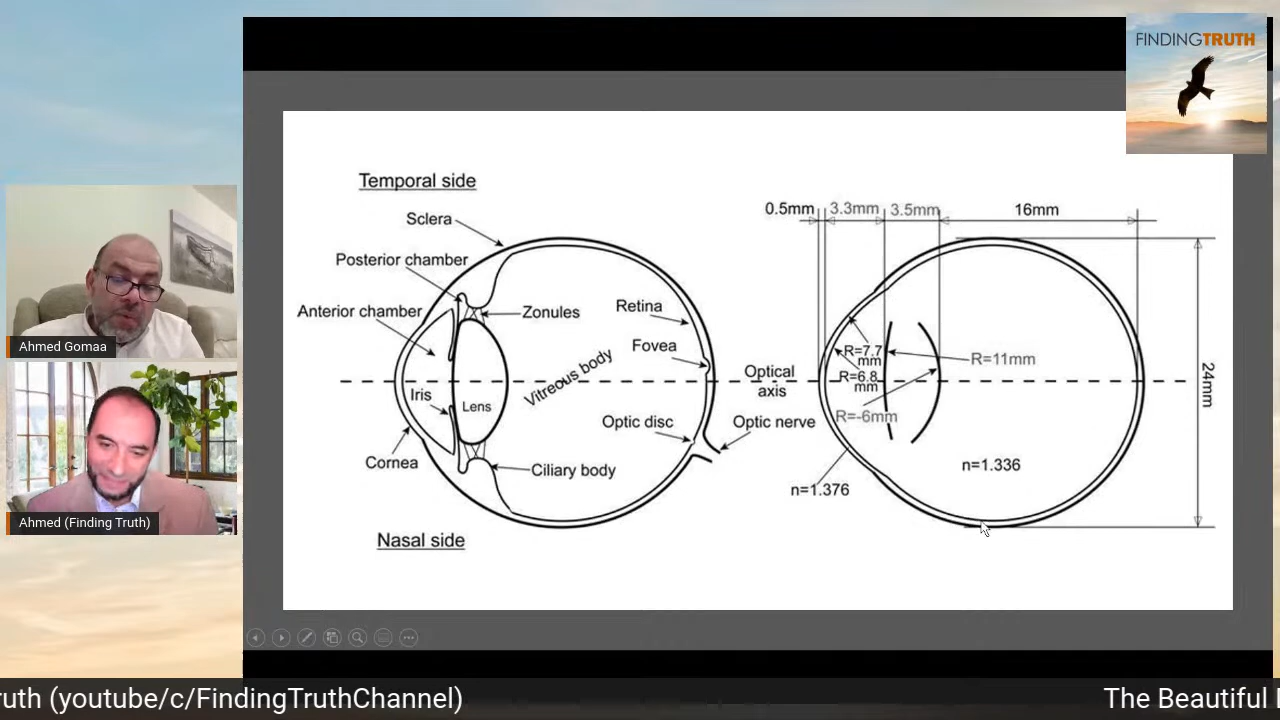 FINDINGTRUTH
Temporal side
Sclera
Posterior chamber
Anterior chamber
Zonules
Retina
Fovea
Vitreous body
Iris
Lens
Optic disc
Optic nerve
Optical
axis
Cornea
Ciliary body
Nasal side
0.5mm 3.3mm 3.5mm 16mm
R=7.7
mm
R=6.8
mm
R=11mm
R=-6mm
24mm
n=1.336
n=1.376
Ahmed Gomaa
Ahmed (Finding Truth)
ruth (youtube/c/FindingTruthChannel) The Beautiful